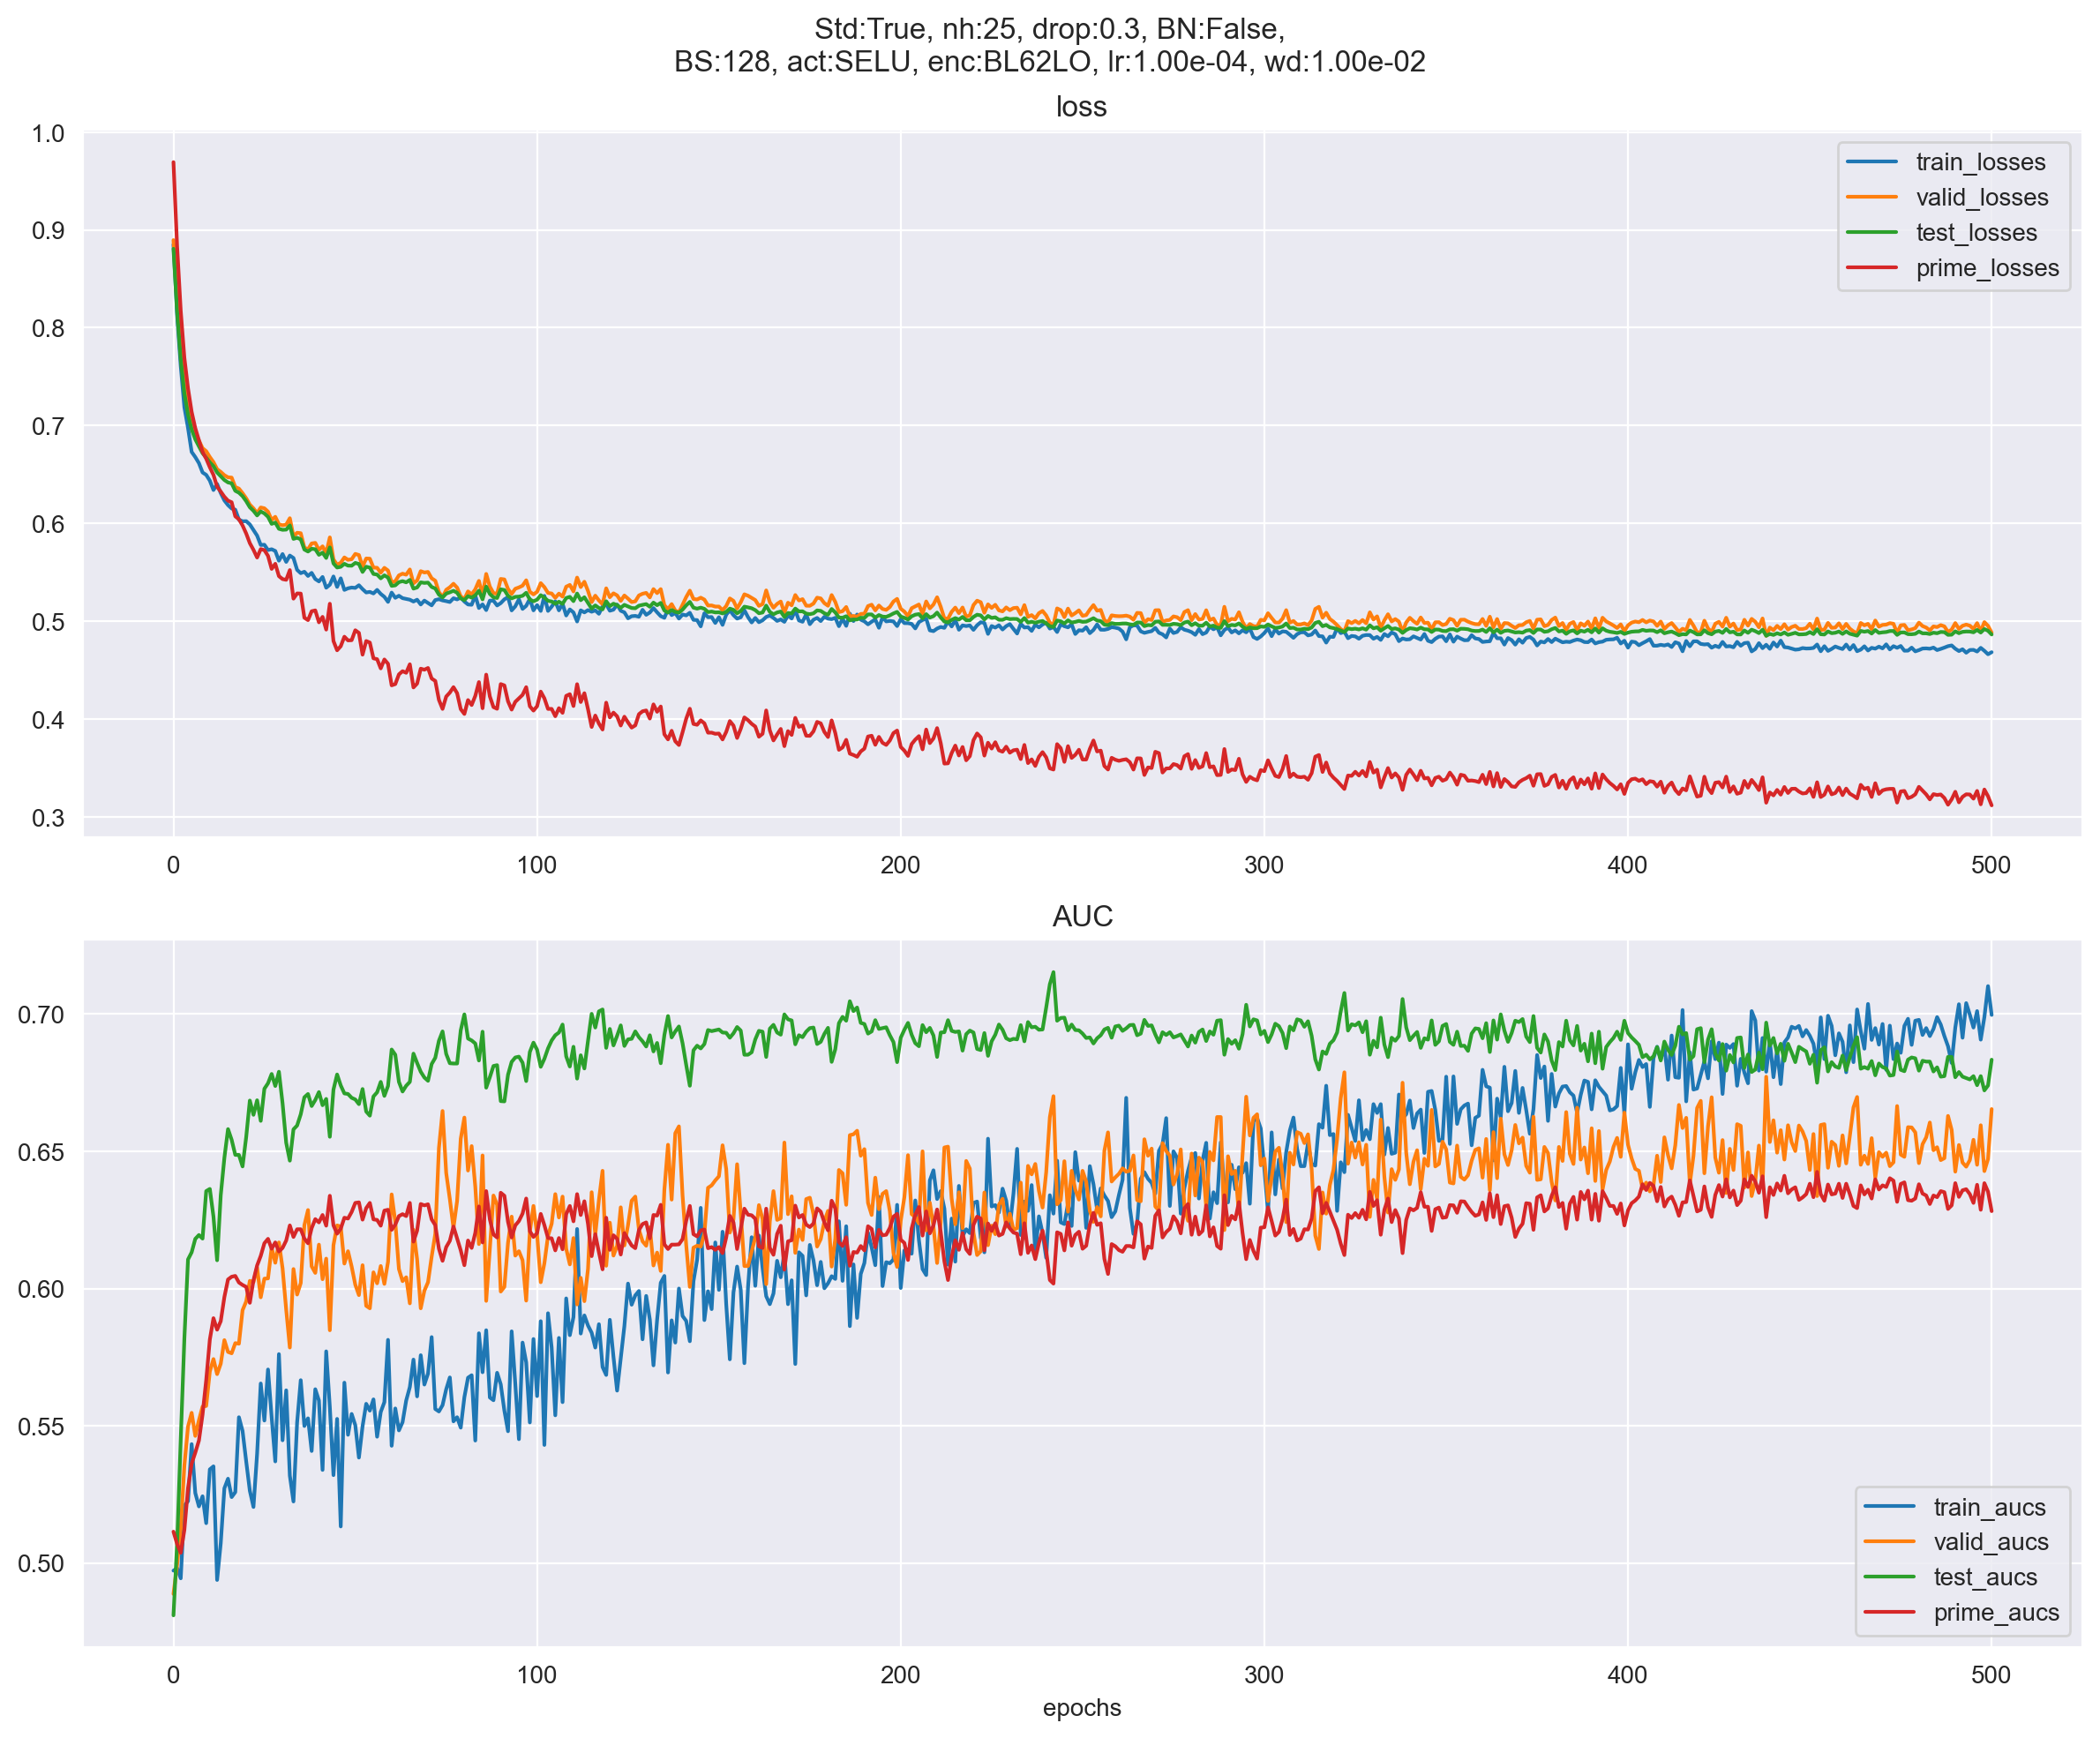 Std:True, nh:25, drop:0.3, BN:False,
BS:128, act:SELU, enc:BL62LO, lr:1.00e-04, wd:1.00e-02
loss
1.0
0.9
0.8
0.7
0.6
0.5
0.4
0.3
train_losses
valid_losses
test_losses
prime_losses
0 100 200 300 400 500
AUC
0.70
0.65
0.60
0.55
0.50
train_aucs
valid_aucs
test_aucs
prime_aucs
0 100 200 300 400 500
epochs